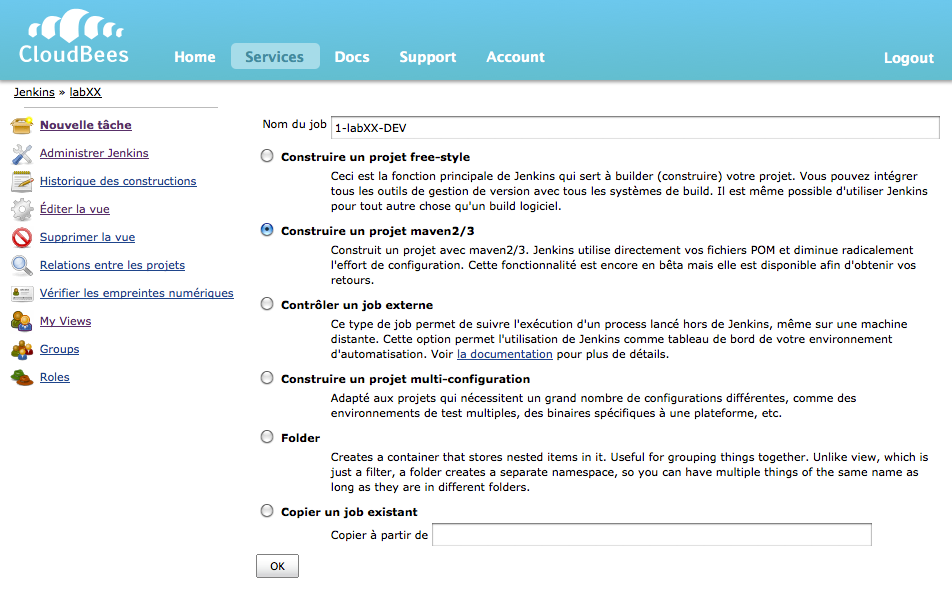 CloudBees
Home Services Docs Support Account Logout
Jenkins » labXX
Nouvelle tâche
Administrer Jenkins
Historique des constructions
Éditer la vue
Supprimer la vue
Relations entre les projets
Vérifier les empreintes numériques
My Views
Groups
Roles
Nom du job 1-labXX-DEV
Construire un projet free-style
Ceci est la fonction principale de Jenkins qui sert à builder (construire) votre projet. Vous pouvez intégrer
tous les outils de gestion de version avec tous les systèmes de build. Il est même possible d'utiliser Jenkins
pour tout autre chose qu'un build logiciel.
Construire un projet maven2/3
Construit un projet avec maven2/3. Jenkins utilise directement vos fichiers POM et diminue radicalement
l'effort de configuration. Cette fonctionnalité est encore en bêta mais elle est disponible afin d'obtenir vos
retours.
Contrôler un job externe
Ce type de job permet de suivre l'exécution d'un process lancé hors de Jenkins, même sur une machine
distante. Cette option permet l'utilisation de Jenkins comme tableau de bord de votre environnement
d'automatisation. Voir la documentation pour plus de détails.
Construire un projet multi-configuration
Adapté aux projets qui nécessitent un grand nombre de configurations différentes, comme des
environnements de test multiples, des binaires spécifiques à une plateforme, etc.
Folder
Creates a container that stores nested items in it. Useful for grouping things together. Unlike view, which is
just a filter, a folder creates a separate namespace, so you can have multiple things of the same name as
long as they are in different folders.
Copier un job existant
Copier à partir de
OK